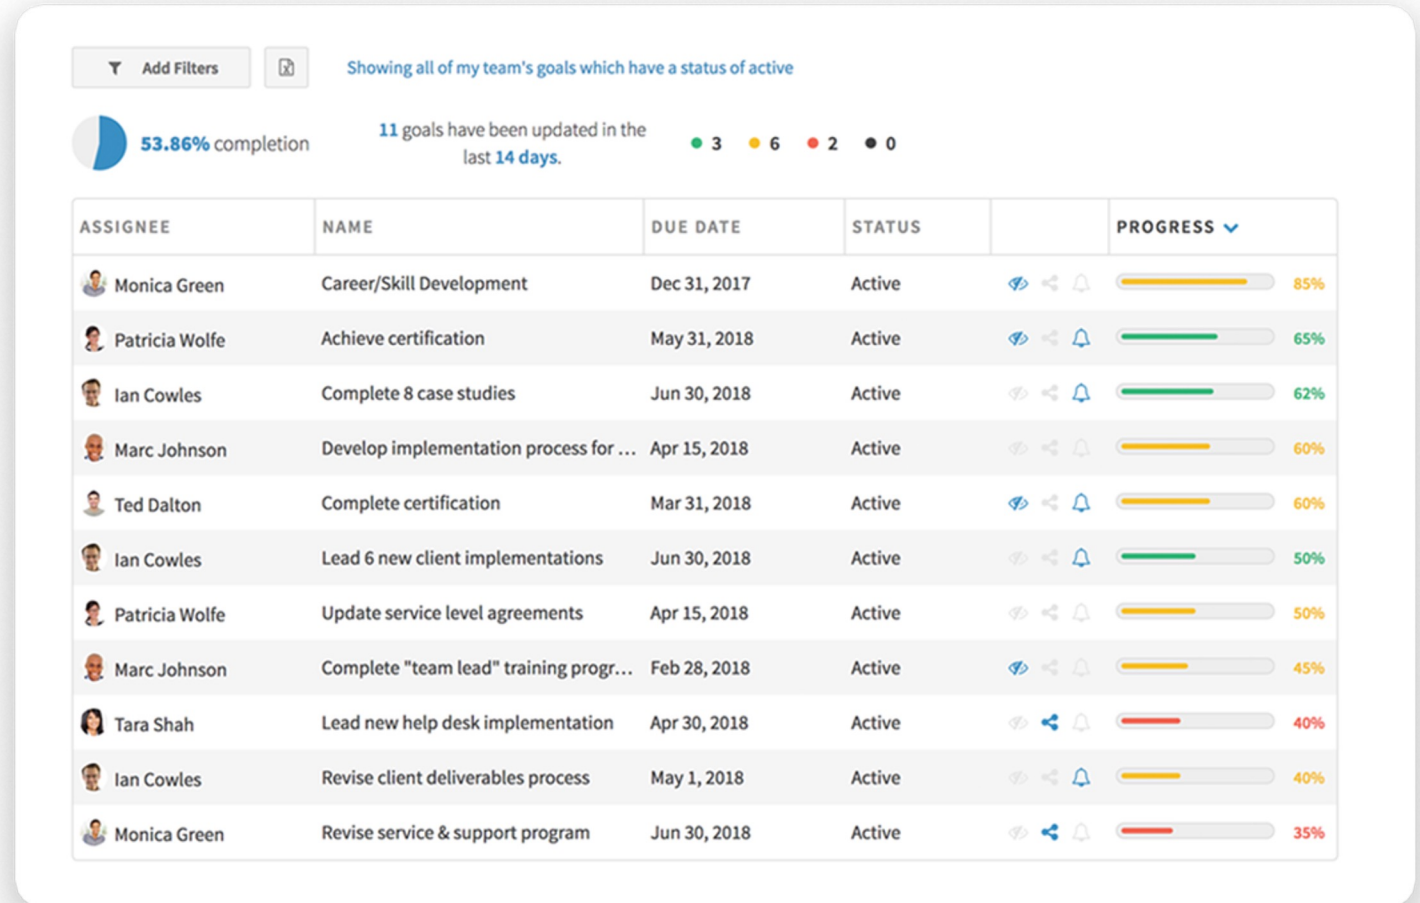 Add Filters
Showing all of my team's goals which have a status of active
53.86% completion
11 goals have been updated in the
last 14 days.
3 6 2 0
ASSIGNEE NAME DUE DATE STATUS PROGRESS
Monica Green Career/Skill Development Dec 31, 2017 Active 85%
Patricia Wolfe Achieve certification May 31, 2018 Active 65%
Ian Cowles Complete 8 case studies Jun 30, 2018 Active 62%
Marc Johnson Develop implementation process for ... Apr 15, 2018 Active 60%
Ted Dalton Complete certification Mar 31, 2018 Active 60%
Ian Cowles Lead 6 new client implementations Jun 30, 2018 Active 50%
Patricia Wolfe Update service level agreements Apr 15, 2018 Active 50%
Marc Johnson Complete "team lead" training progr... Feb 28, 2018 Active 45%
Tara Shah Lead new help desk implementation Apr 30, 2018 Active 40%
Ian Cowles Revise client deliverables process May 1, 2018 Active 40%
Monica Green Revise service & support program Jun 30, 2018 Active 35%